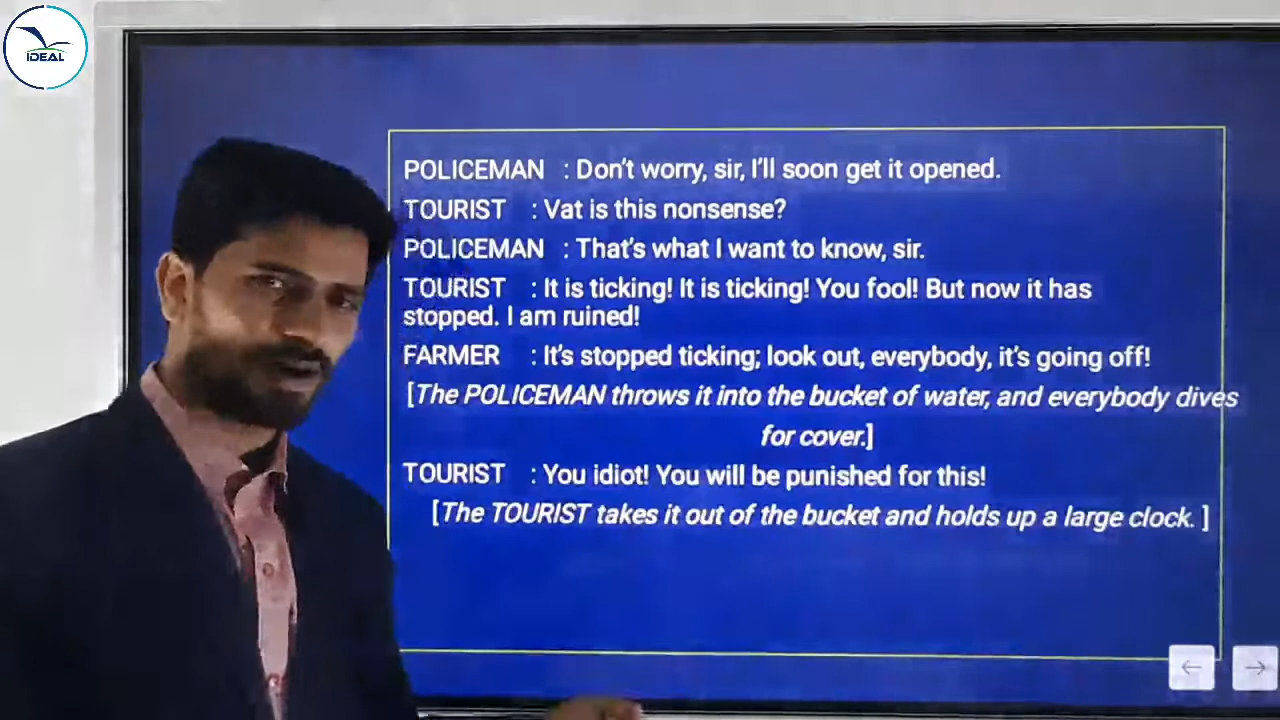 iDEAL
POLICEMAN : Don't worry, sir, I'll soon get it opened.
TOURIST : Vat is this nonsense?
POLICEMAN : That's what I want to know, sir.
TOURIST : It is ticking! It is ticking! You fool! But now it has
stopped. I am ruined!
FARMER : It's stopped ticking; look out, everybody, it's going off!
[The POLICEMAN throws it into the bucket of water, and everybody dives
for cover.]
TOURIST : You idiot! You will be punished for this!
[The TOURIST takes it out of the bucket and holds up a large clock. ]